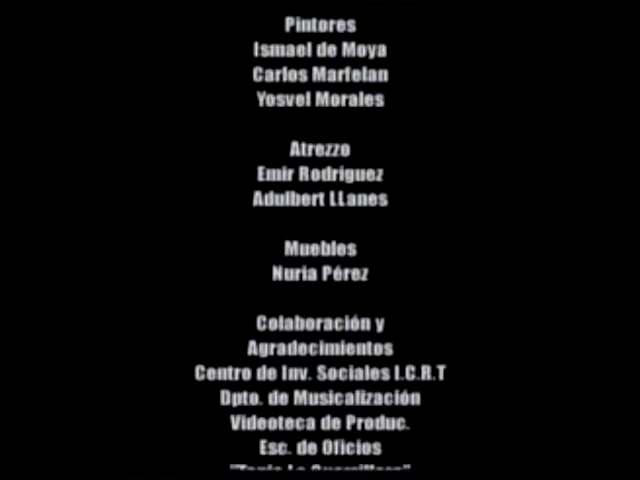 Pintores
Ismael de Moya
Carlos Marfelan
Yosvel Morales
Atrezzo
Emir Rodríguez
Adulbert LLanes
Muebles
Nuria Pérez
Colaboración y
Agradecimientos
Centro de Inv. Sociales I.C.R.T
Dpto. de Musicalización
Videoteca de Produc.
Esc. de Oficios